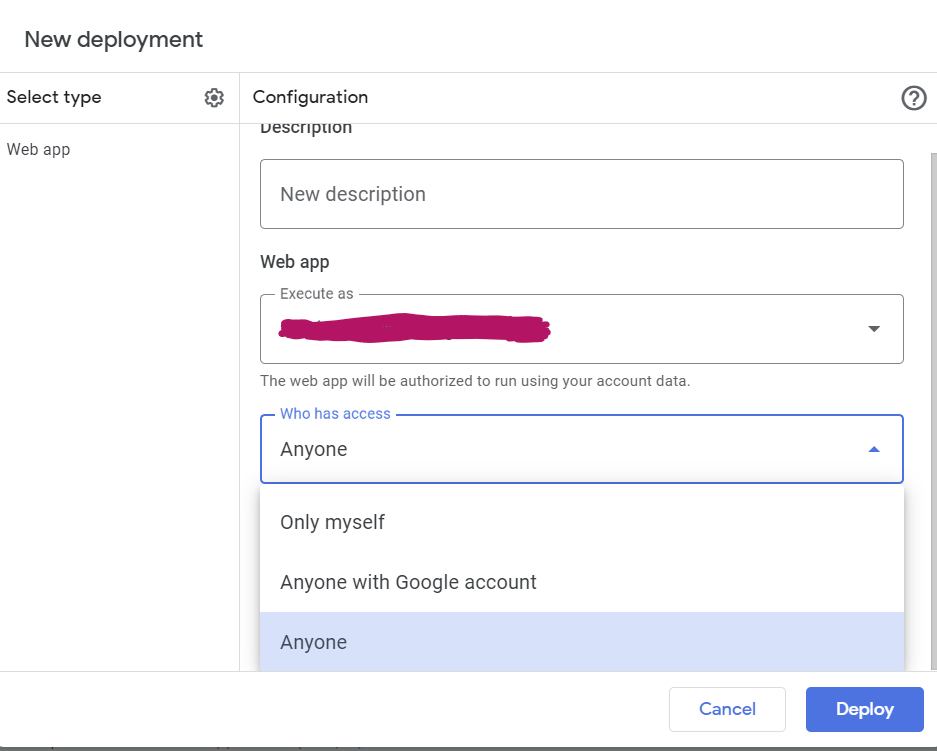 New deployment
Select type
Configuration
Description
Web app
New description
Web app
Execute as
The web app will be authorized to run using your account data.
Who has access
Anyone
Only myself
Anyone with Google account
Anyone
Cancel
Deploy